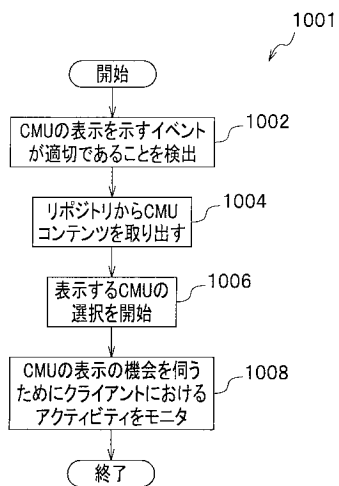 1001
開始
CMUの表示を示すイベント
が適切であることを検出
1002
リポジトリからCMU
コンテンツを取り出す
1004
表示するCMUの
選択を開始
1006
CMUの表示の機会を伺う
ためにクライアントにおける
アクティビティをモニタ
1008
終了